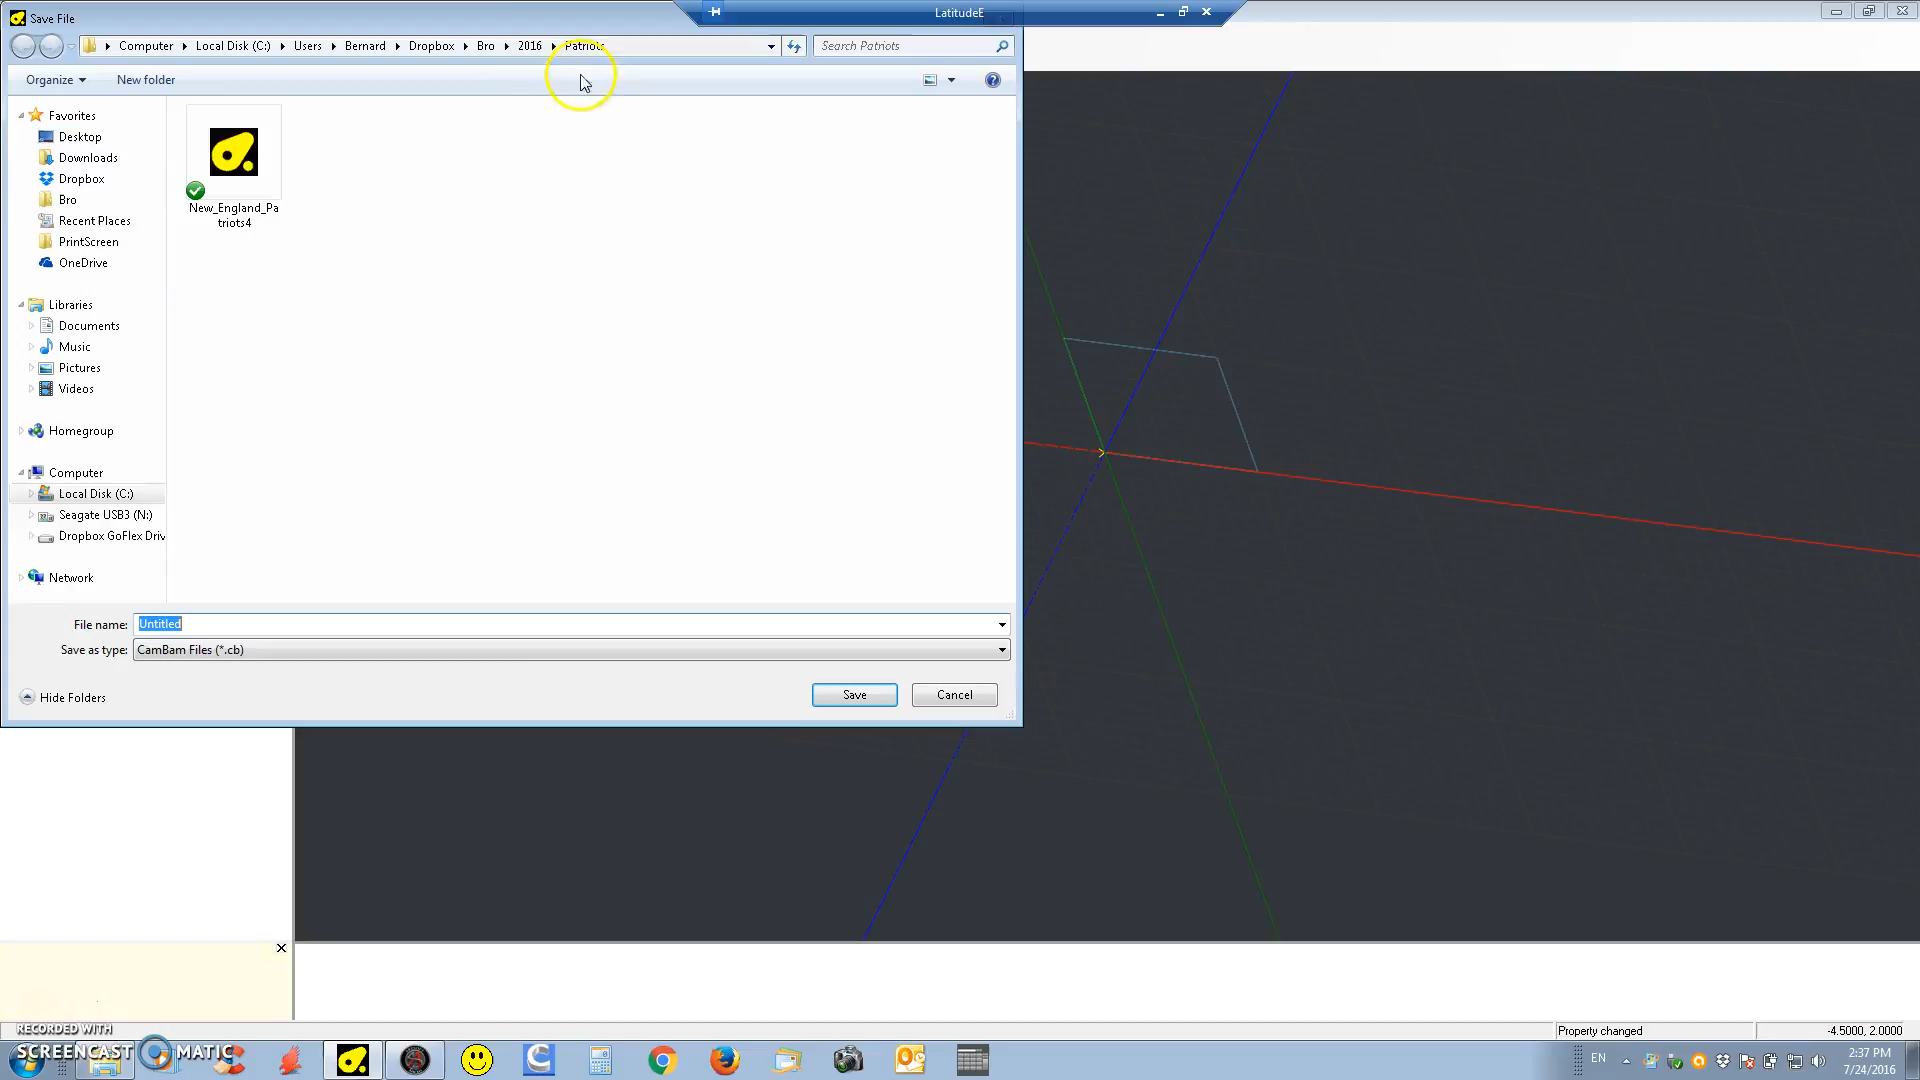 Save File
LatitudeE
Computer
Local Disk (C:)
Users
Bernard
Dropbox
Bro
2016
Patriots
Search Patriots
Organize
New folder
Favorites
Desktop
Downloads
Dropbox
Bro
Recent Places
PrintScreen
OneDrive
Libraries
Documents
Music
Pictures
Videos
Homegroup
Computer
Local Disk (C:)
Seagate USB3 (N:)
Dropbox GoFlex Driv
Network
New_England_Pa
triots4
File name: Untitled
Save as type: CamBam Files (*.cb)
Hide Folders
Save
Cancel
Property changed
-4.5000, 2.0000
RECORDED WITH
SCREENCAST MATIC
EN
2:37 PM
7/24/2016